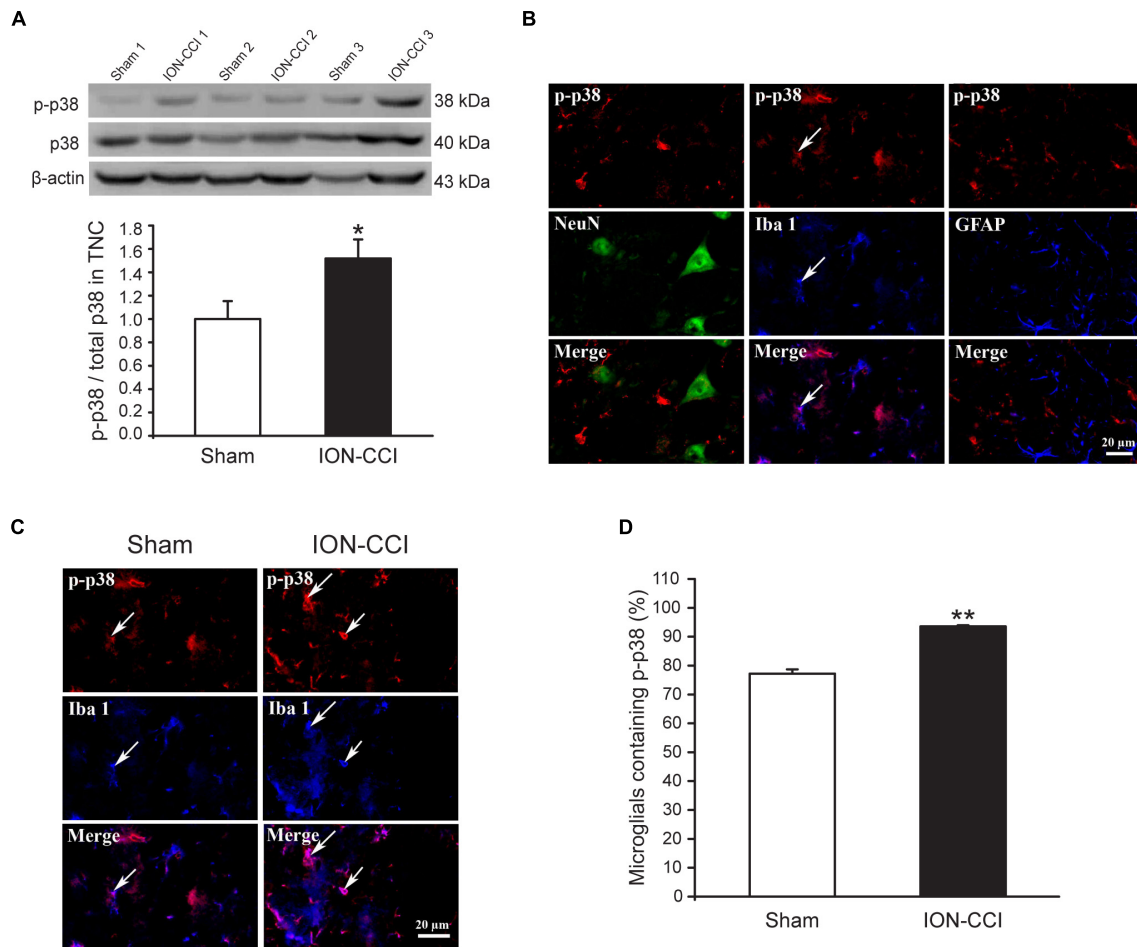 A
Sham 1
ION-CCI 1
Sham 2
ION-CCI 2
Sham 3
ION-CCI 3
p-p38
38 kDa
p38
40 kDa
β-actin
43 kDa
p-p38 / total p38 in TNC
1.8
1.6
1.4
1.2
1.0
0.8
0.6
0.4
0.2
0.0
*
Sham
ION-CCI
B
p-p38
p-p38
p-p38
NeuN
Iba 1
GFAP
Merge
Merge
Merge
20 µm
C
Sham
ION-CCI
p-p38
p-p38
Iba 1
Iba 1
Merge
Merge
20 µm
D
Microglials containing p-p38 (%)
110
100
90
80
70
60
50
40
30
20
10
0
**
Sham
ION-CCI